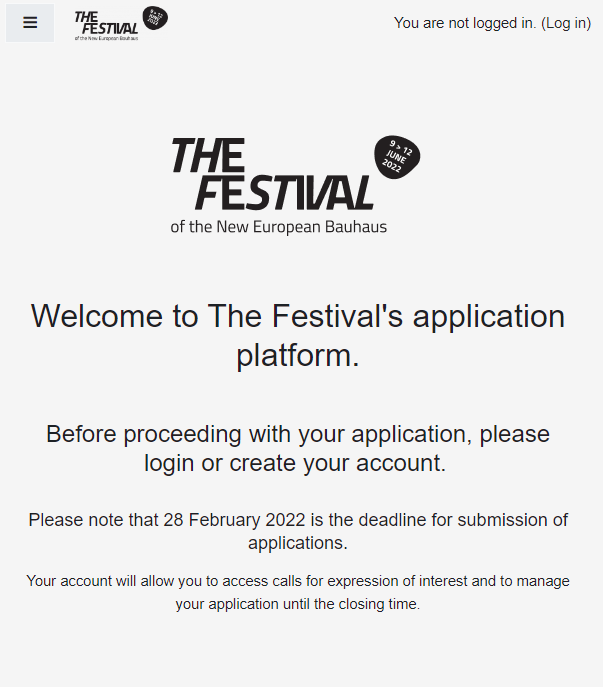 THE
FESTIVAL
of the New European Bauhaus
9 > 12
JUNE
2022
You are not logged in. (Log in)
THE
FESTIVAL
of the New European Bauhaus
9 > 12
JUNE
2022
Welcome to The Festival's application
platform.
Before proceeding with your application, please
login or create your account.
Please note that 28 February 2022 is the deadline for submission of
applications.
Your account will allow you to access calls for expression of interest and to manage
your application until the closing time.